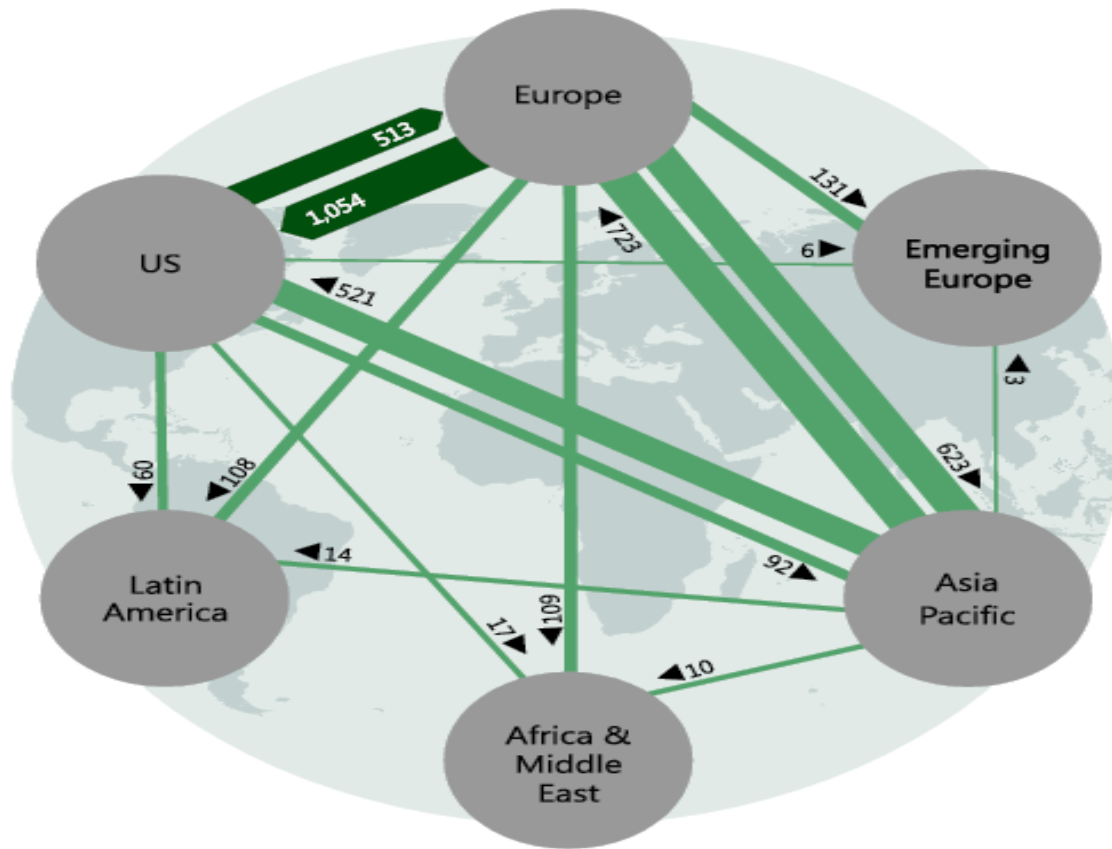 Europe
513
1,054
131
723
US
6
Emerging
Europe
521
3
623
60
108
92
14
Latin
America
Asia
Pacific
17
109
10
Africa &
Middle
East